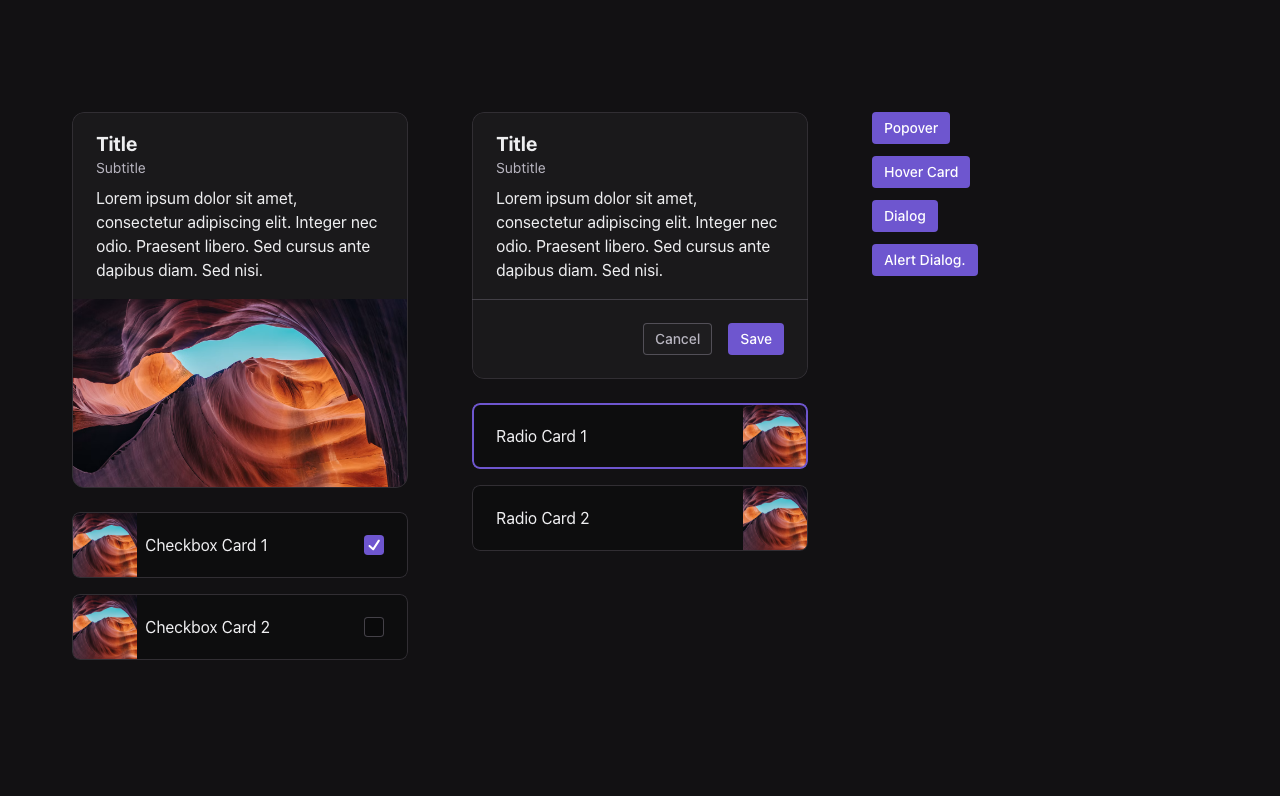 Title
Subtitle
Lorem ipsum dolor sit amet,
consectetur adipiscing elit. Integer nec
odio. Praesent libero. Sed cursus ante
dapibus diam. Sed nisi.
Checkbox Card 1
Checkbox Card 2
Title
Subtitle
Lorem ipsum dolor sit amet,
consectetur adipiscing elit. Integer nec
odio. Praesent libero. Sed cursus ante
dapibus diam. Sed nisi.
Cancel
Save
Radio Card 1
Radio Card 2
Popover
Hover Card
Dialog
Alert Dialog.